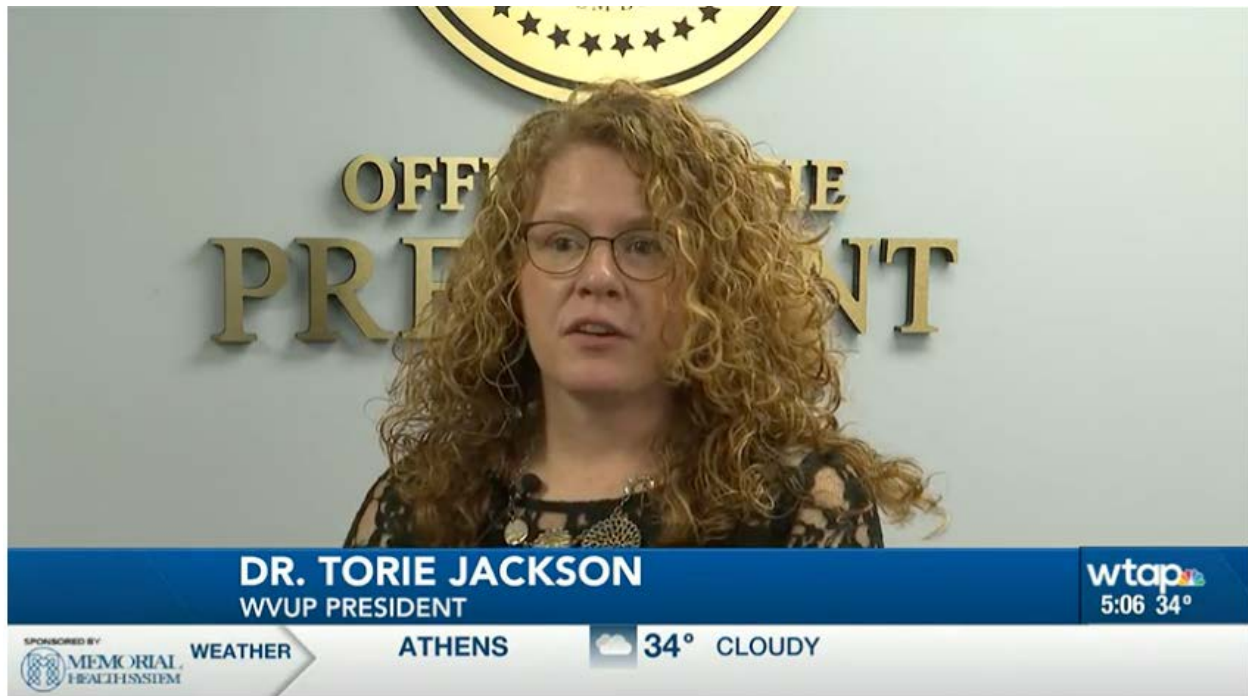 OFF HE
PR NT
DR. TORIE JACKSON
WVUP PRESIDENT
wtap
5:06 34°
SPONSORED BY
MEMORIAL
HEALTH SYSTEM
WEATHER
ATHENS
34° CLOUDY